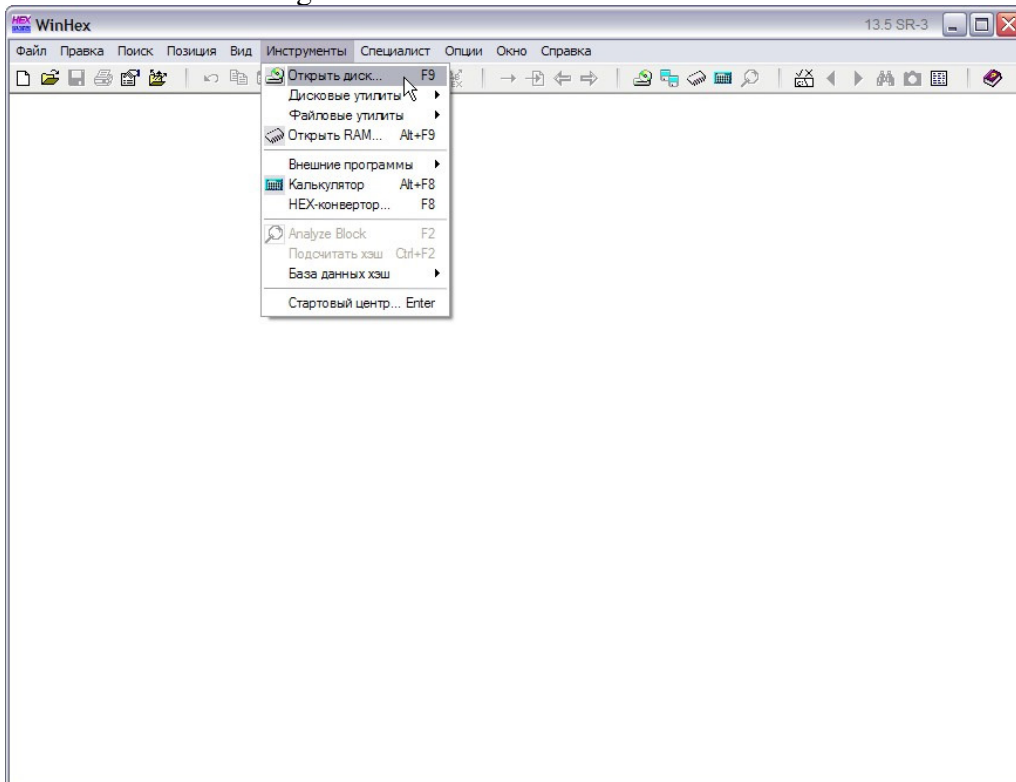 WinHex 13.5 SR-3
Файл Правка Поиск Позиция Вид Инструменты Специалист Опции Окно Справка
Открыть диск... F9
Дисковые утилиты
Файловые утилиты
Открыть RAM... Alt+F9
Внешние программы
Калькулятор Alt+F8
HEX-конвертор... F8
Analyze Block F2
Подсчитать хэш Ctrl+F2
База данных хэш
Стартовый центр... Enter